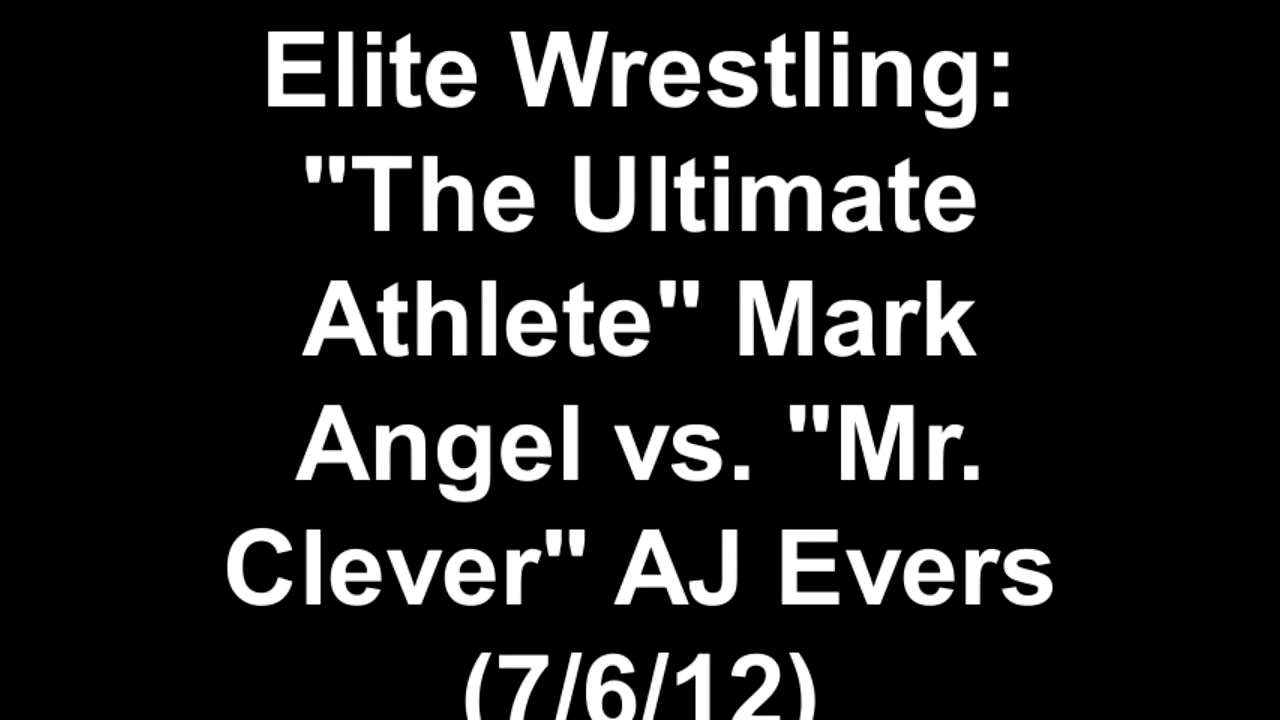 Elite Wrestling:
"The Ultimate
Athlete" Mark
Angel vs. "Mr.
Clever" AJ Evers
(7/6/12)